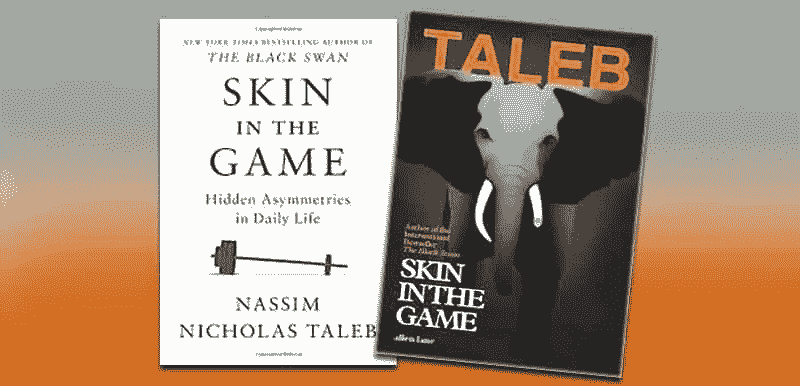 NEW YORK TIMES BESTSELLING AUTHOR OF
THE BLACK SWAN
SKIN
IN THE
GAME
Hidden Asymmetries
in Daily Life
NASSIM
NICHOLAS TALEB
TALEB
Author of the
International
Bestseller
The Black Swan
SKIN
IN THE
GAME
Allen Lane